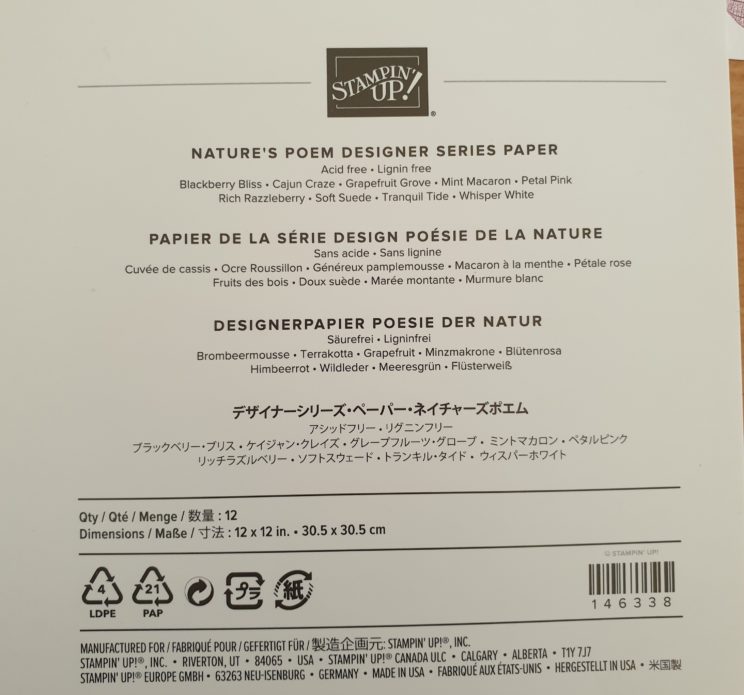 STAMPIN' UP!®
NATURE'S POEM DESIGNER SERIES PAPER
Acid free • Lignin free
Blackberry Bliss • Cajun Craze • Grapefruit Grove • Mint Macaron • Petal Pink
Rich Razzleberry • Soft Suede • Tranquil Tide • Whisper White
PAPIER DE LA SÉRIE DESIGN POÉSIE DE LA NATURE
Sans acide • Sans lignine
Cuvée de cassis • Ocre Roussillon • Généreux pamplemousse • Macaron à la menthe • Pétale rose
Fruits des bois • Doux suède • Marée montante • Murmure blanc
DESIGNERPAPIER POESIE DER NATUR
Säurefrei • Ligninfrei
Brombeermousse • Terrakotta • Grapefruit • Minzmakrone • Blütenrosa
Himbeerrot • Wildleder • Meeresgrün • Flüsterweiß
デザイナーシリーズ・ペーパー・ネイチャーズポエム
アシッドフリー・リグニンフリー
ブラックベリー・ブリス・ケイジャン・クレイズ・グレープフルーツ・グローブ・ミントマカロン・ペタルピンク
リッチラズルベリー・ソフトスウェード・トランキル・タイド・ウィスパーホワイト
Qty / Qté / Menge / 数量 : 12
Dimensions / Maße / 寸法 : 12 x 12 in. • 30.5 x 30.5 cm
© STAMPIN' UP!
4 21 プラ 紙
LDPE PAP
146338
MANUFACTURED FOR / FABRIQUÉ POUR / GEFERTIGT FÜR / 製造企画元: STAMPIN' UP!®, INC.
STAMPIN' UP!®, INC. • RIVERTON, UT • 84065 • USA • STAMPIN' UP!® CANADA ULC • CALGARY • ALBERTA • T1Y 7J7
STAMPIN' UP!® EUROPE GMBH • 63263 NEU-ISENBURG • GERMANY • MADE IN USA • FABRIQUÉ AUX ÉTATS-UNIS • HERGESTELLT IN USA • 米国製